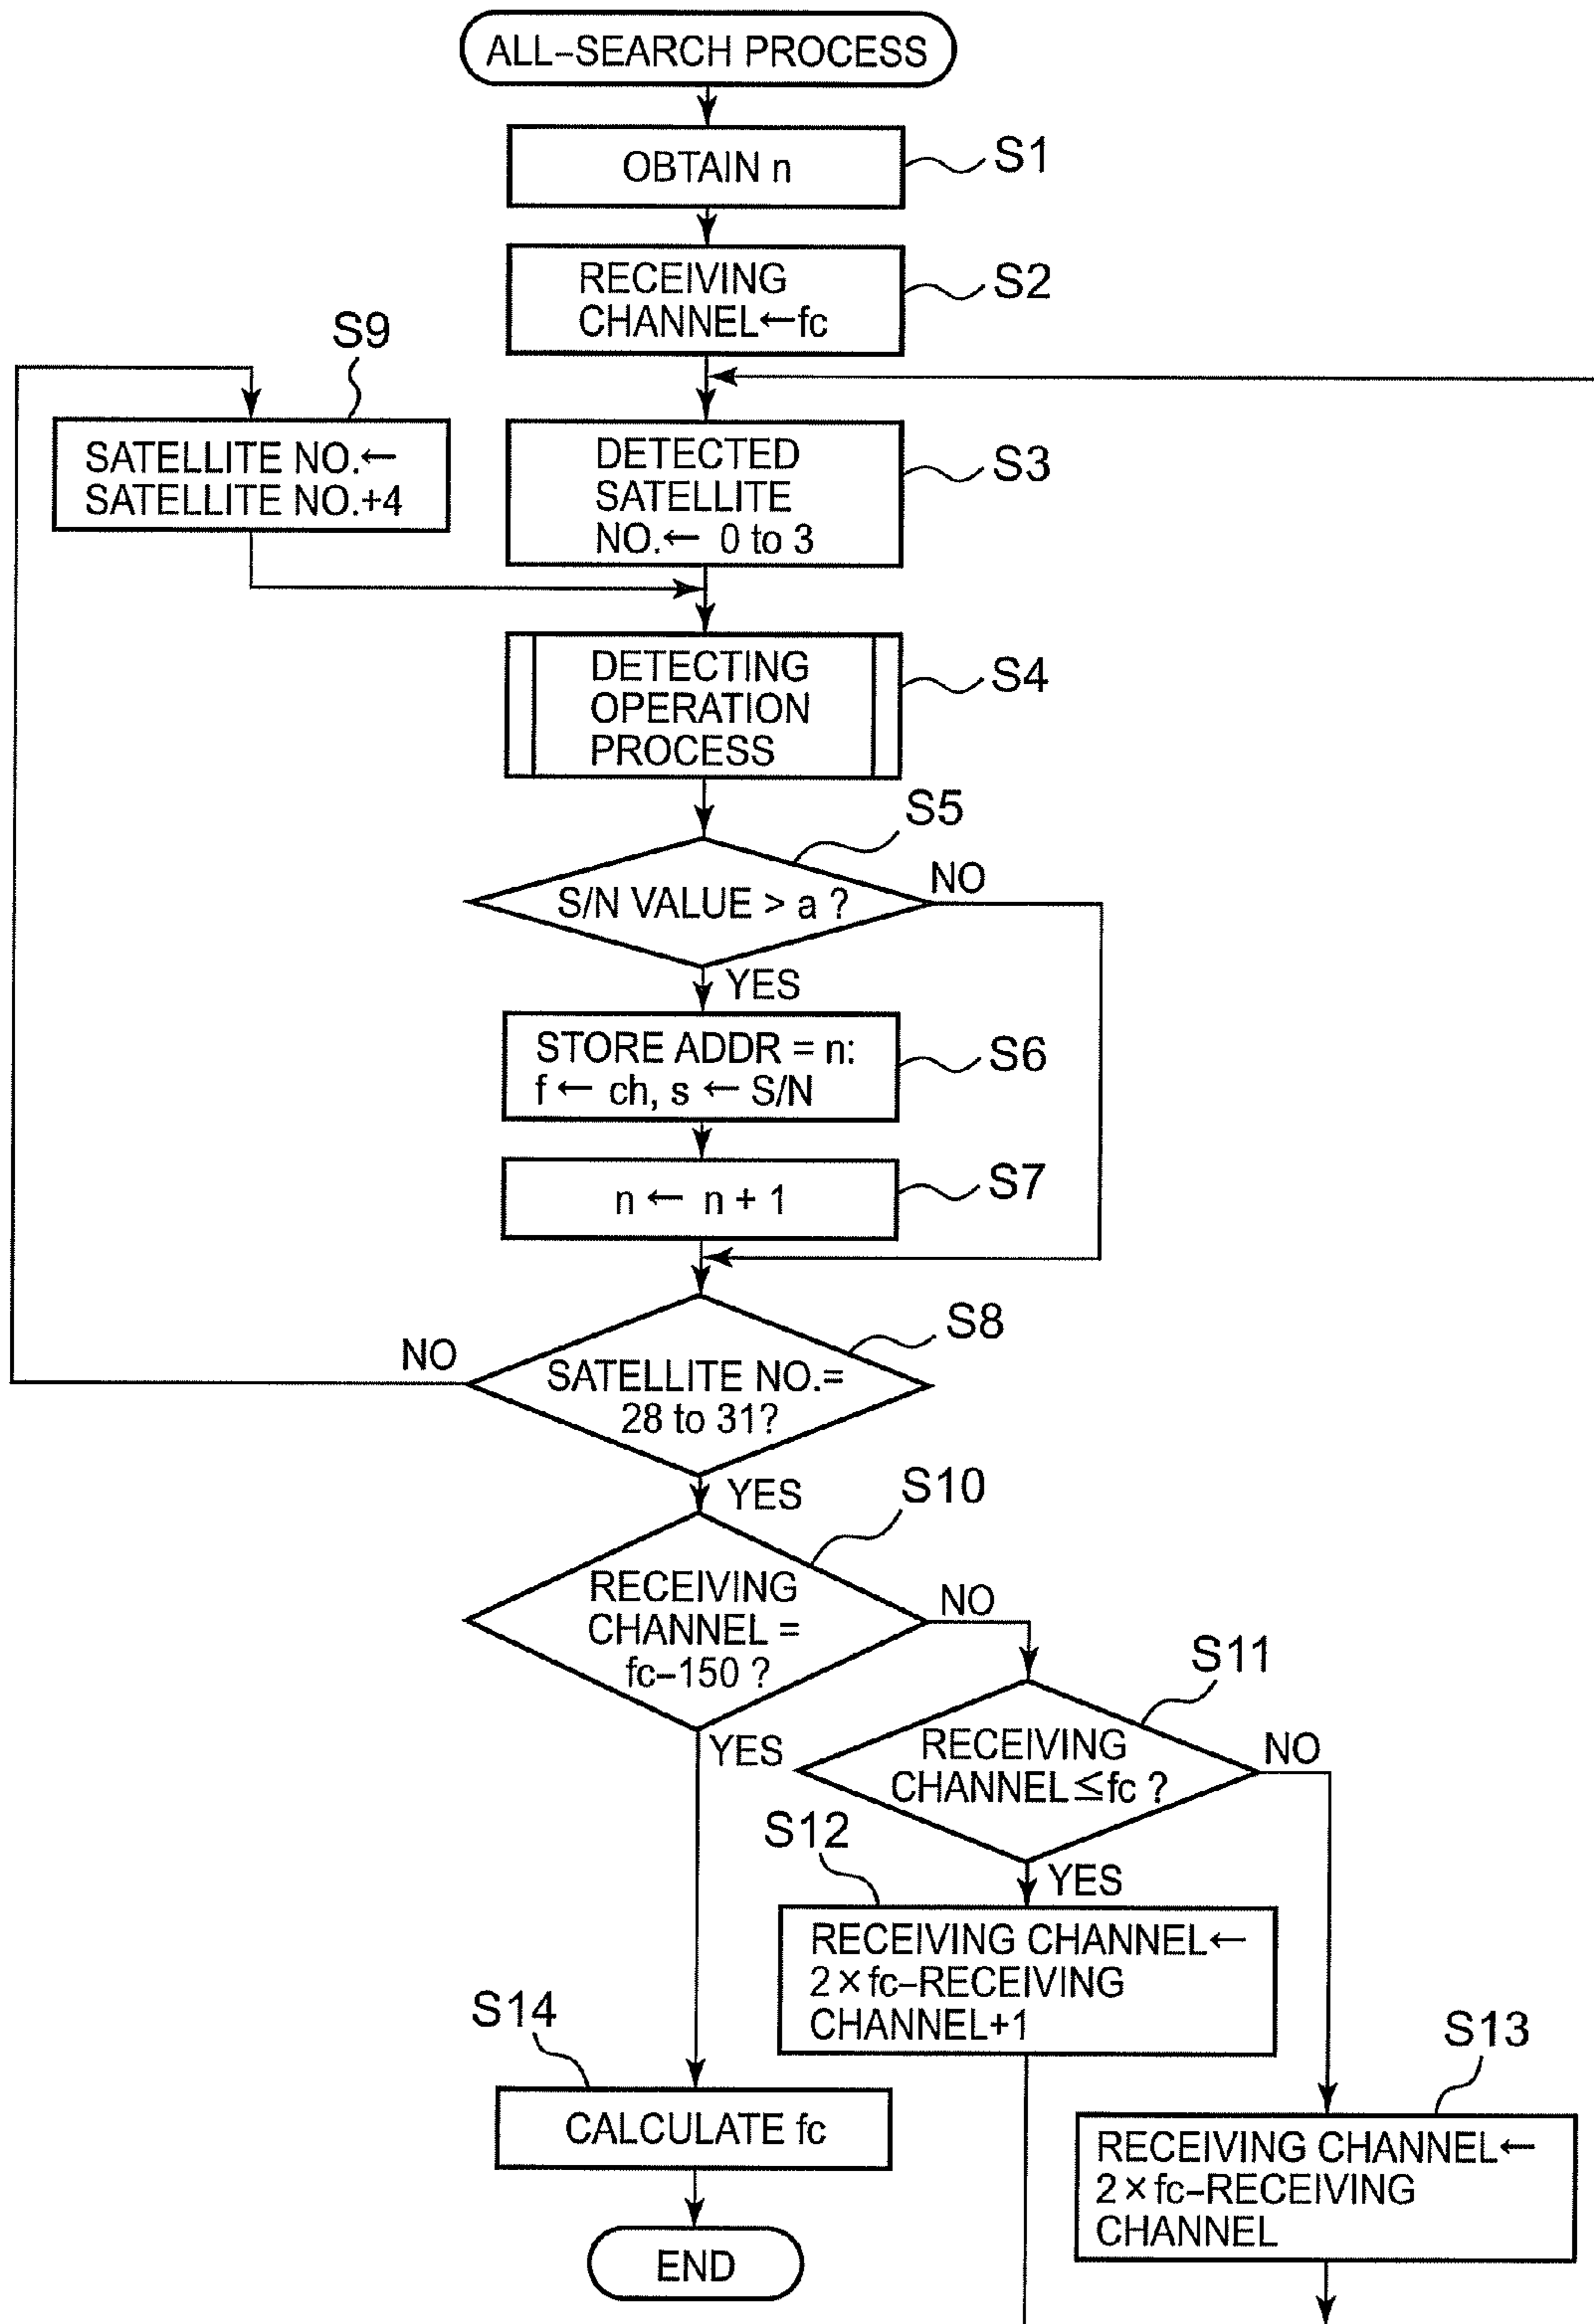 ALL-SEARCH PROCESS
OBTAIN n
S1
RECEIVING
CHANNEL←fc
S2
S9
SATELLITE NO.←
SATELLITE NO.+4
DETECTED
SATELLITE
NO.← 0 to 3
S3
DETECTING
OPERATION
PROCESS
S4
S5
S/N VALUE > a ?
NO
YES
STORE ADDR = n:
f ← ch, s ← S/N
S6
n ← n + 1
S7
S8
NO
SATELLITE NO.=
28 to 31?
YES
S10
RECEIVING
CHANNEL =
fc-150 ?
NO
YES
S11
RECEIVING
CHANNEL≦fc ?
NO
YES
S12
RECEIVING CHANNEL←
2×fc-RECEIVING
CHANNEL+1
S13
RECEIVING CHANNEL←
2×fc-RECEIVING
CHANNEL
S14
CALCULATE fc
END